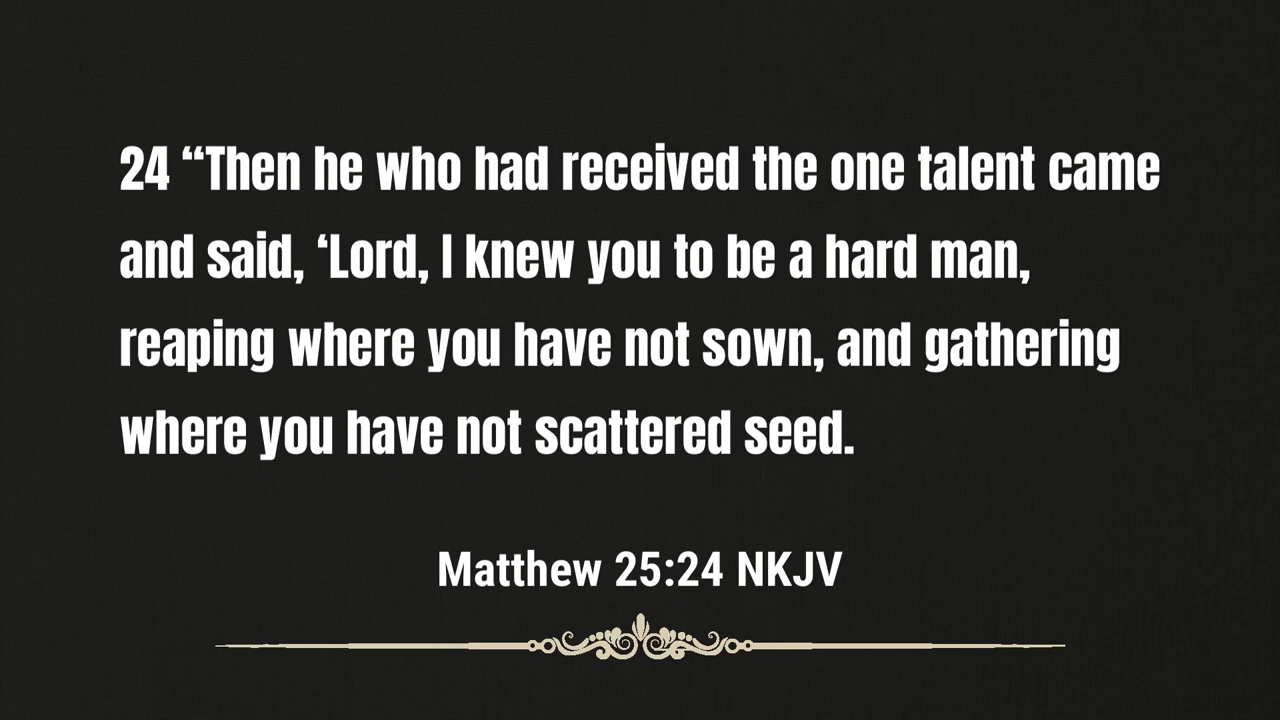 24 “Then he who had received the one talent came
and said, ‘Lord, I knew you to be a hard man,
reaping where you have not sown, and gathering
where you have not scattered seed.
Matthew 25:24 NKJV